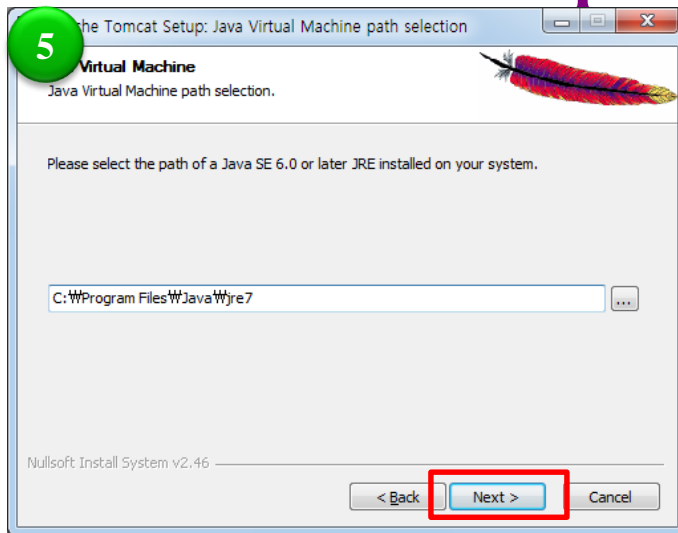 5
he Tomcat Setup: Java Virtual Machine path selection
Virtual Machine
Java Virtual Machine path selection.
Please select the path of a Java SE 6.0 or later JRE installed on your system.
C:₩Program Files₩Java₩jre7
...
Nullsoft Install System v2.46
< Back
Next >
Cancel